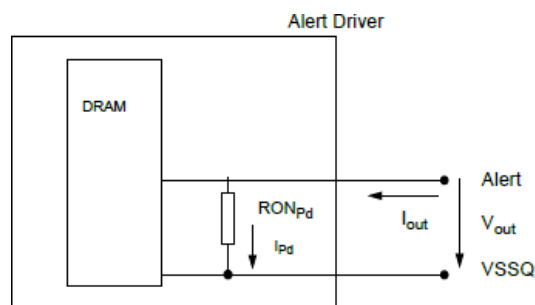 Alert Driver
DRAM
Alert
RONPd
Iout
Vout
IPd
VSSQ